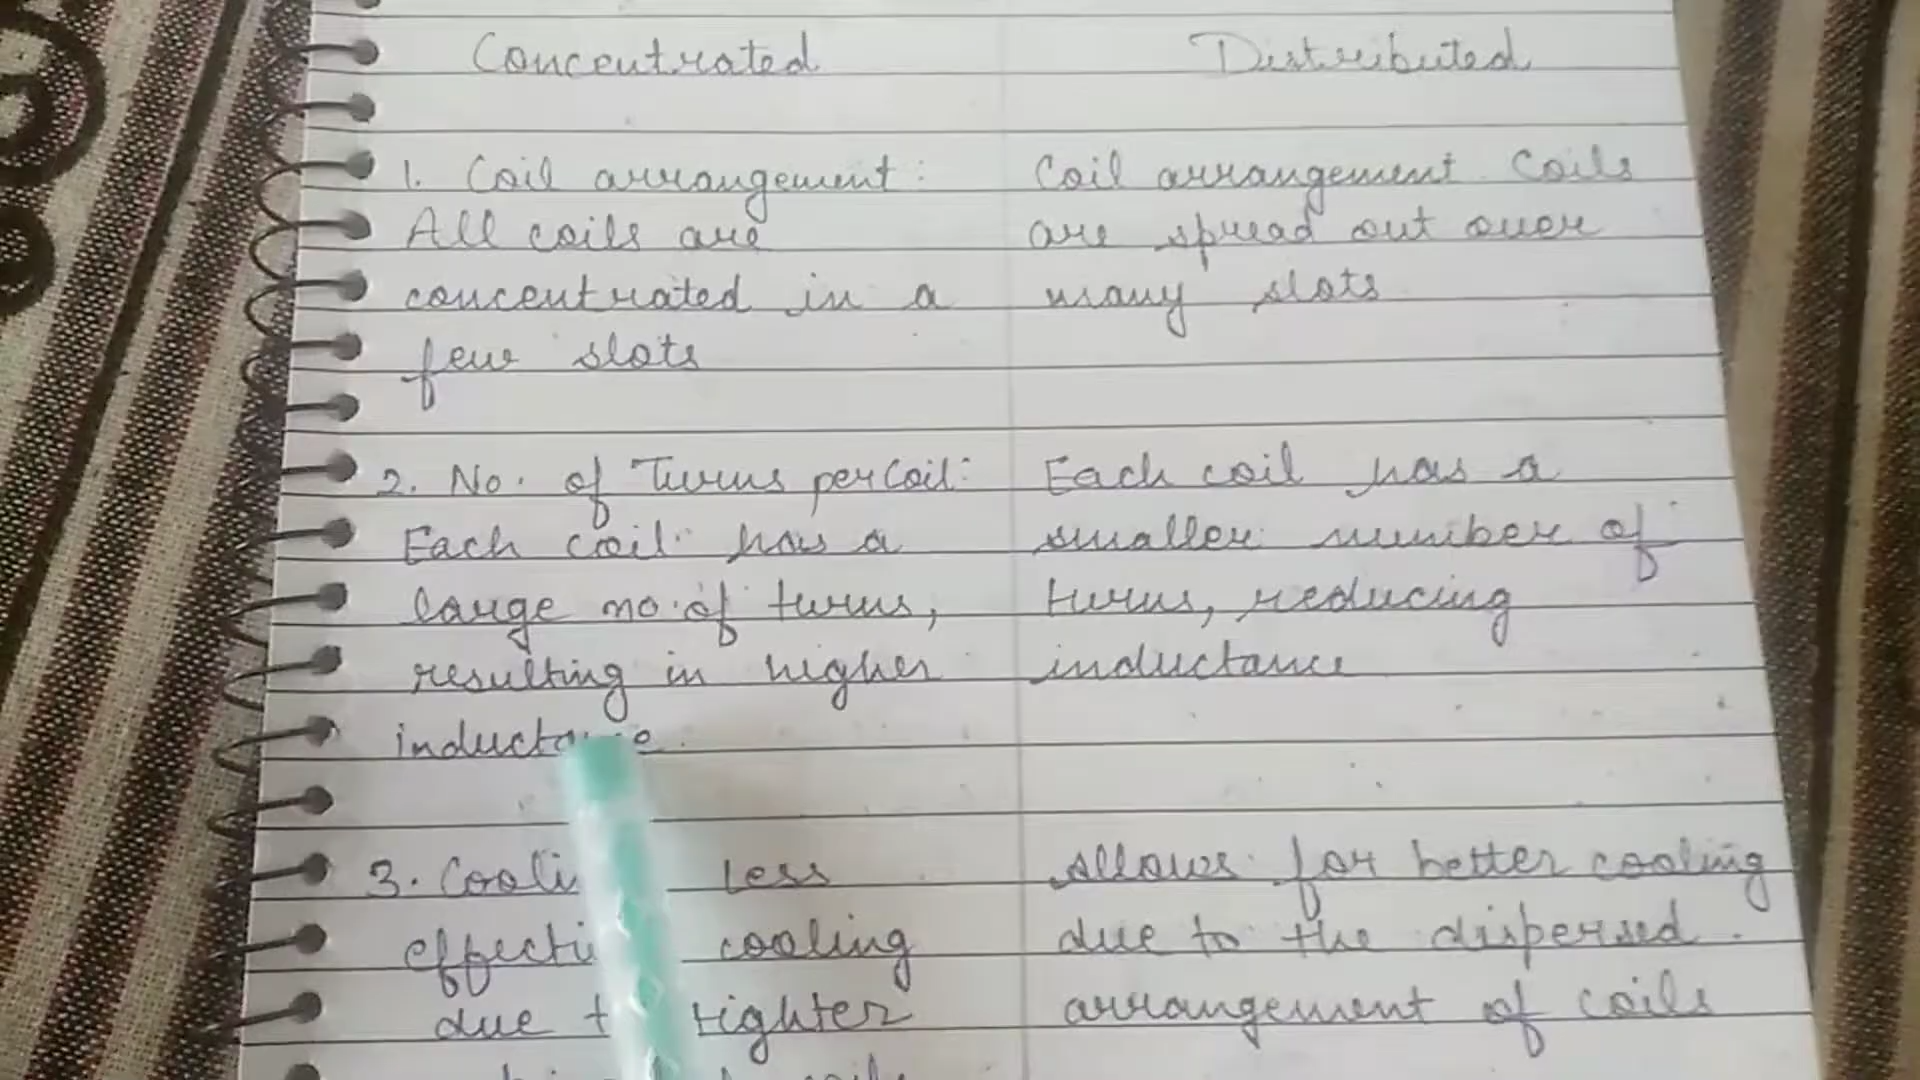 Concentrated
Distributed
1. Coil arrangement:
All coils are
concentrated in a
few slots
Coil arrangement. Coils
are spread out over
many slots
2. No. of Turns per Coil:
Each coil has a
large no. of turns,
resulting in higher
inductance.
Each coil has a
smaller number of
turns, reducing
inductance
3. Less
cooling
due tighter
Allows for better cooling
due to the dispersed
arrangement of coils